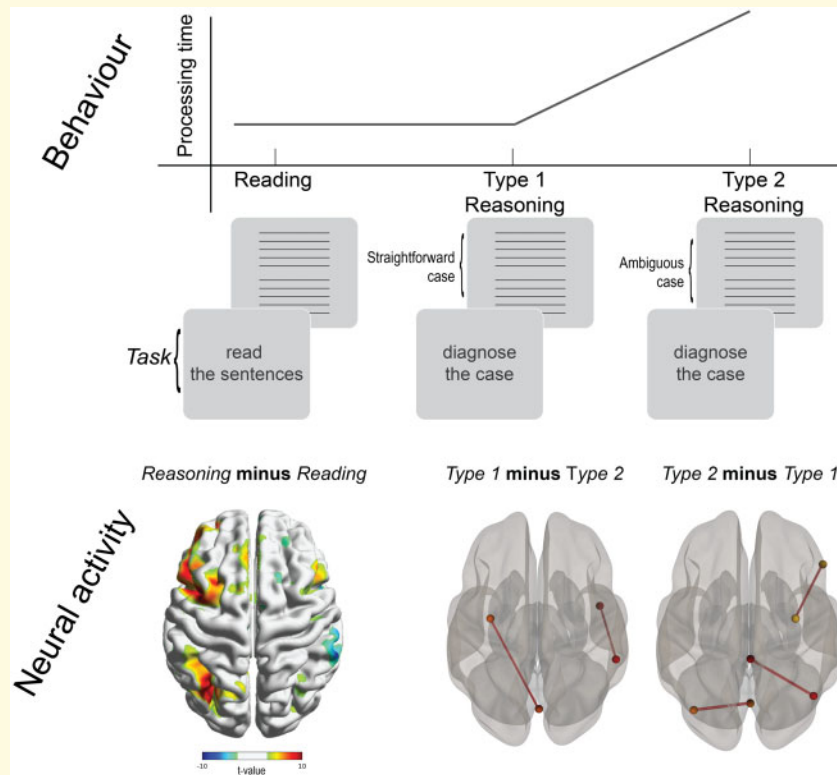 Behaviour
Processing time
Reading
Type 1
Reasoning
Type 2
Reasoning
Straightforward
case
Ambiguous
case
Task
read
the sentences
diagnose
the case
diagnose
the case
Neural activity
Reasoning minus Reading
Type 1 minus Type 2
Type 2 minus Type 1
-10
10
t-value